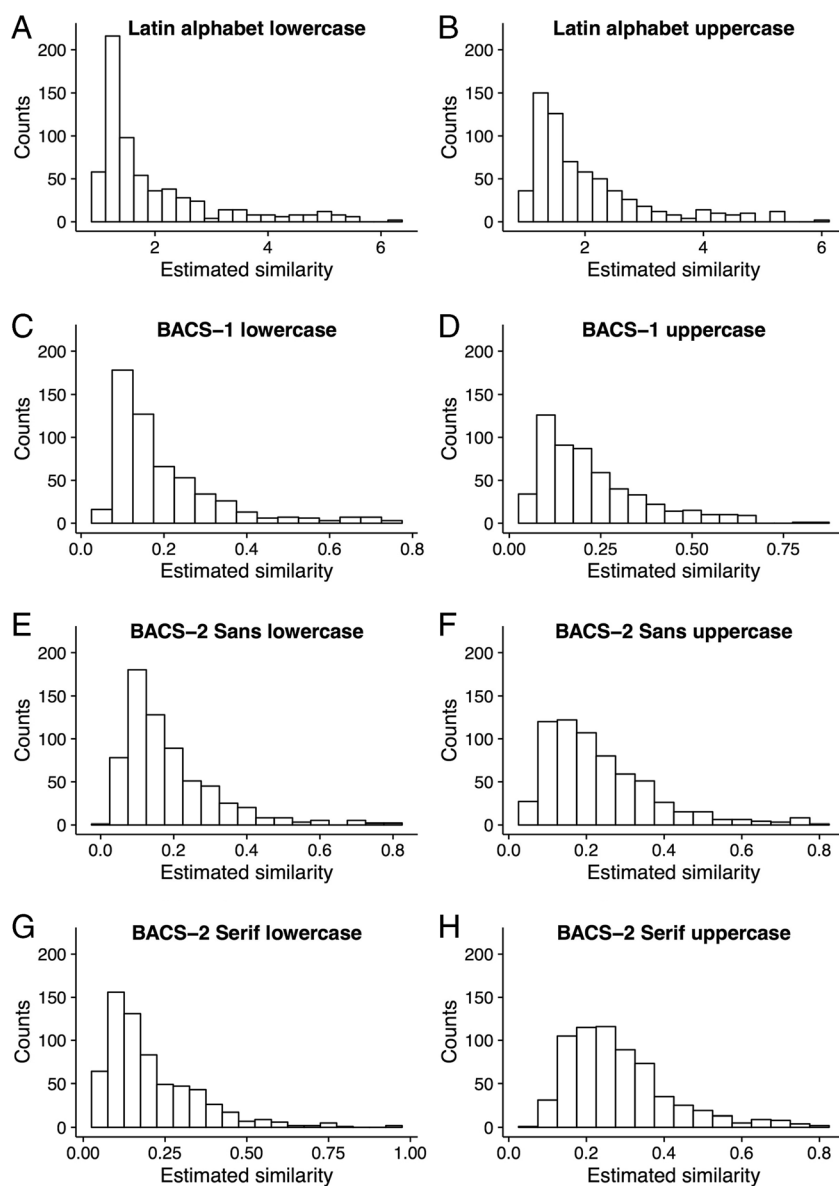 A
Latin alphabet lowercase
200
150
100
50
0
Counts
2
4
6
Estimated similarity
B
Latin alphabet uppercase
200
150
100
50
0
Counts
2
4
6
Estimated similarity
C
BACS−1 lowercase
200
150
100
50
0
Counts
0.0
0.2
0.4
0.6
0.8
Estimated similarity
D
BACS−1 uppercase
200
150
100
50
0
Counts
0.00
0.25
0.50
0.75
Estimated similarity
E
BACS−2 Sans lowercase
200
150
100
50
0
Counts
0.0
0.2
0.4
0.6
0.8
Estimated similarity
F
BACS−2 Sans uppercase
200
150
100
50
0
Counts
0.0
0.2
0.4
0.6
0.8
Estimated similarity
G
BACS−2 Serif lowercase
200
150
100
50
0
Counts
0.00
0.25
0.50
0.75
1.00
Estimated similarity
H
BACS−2 Serif uppercase
200
150
100
50
0
Counts
0.0
0.2
0.4
0.6
0.8
Estimated similarity